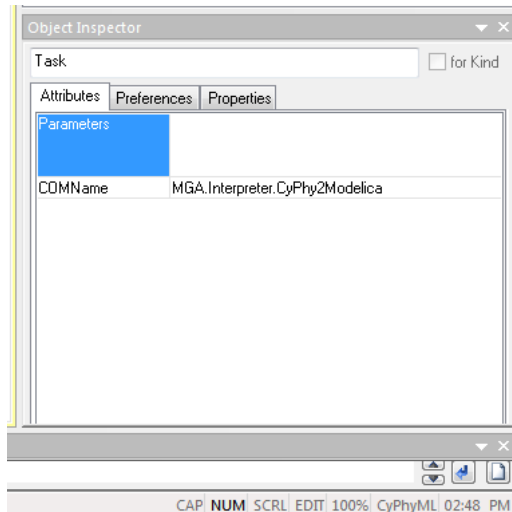 Object Inspector
Task
for Kind
Attributes Preferences Properties
Parameters
COMName MGA.Interpreter.CyPhy2Modelica
CAP NUM SCRL EDIT 100% CyPhyML 02:48 PM